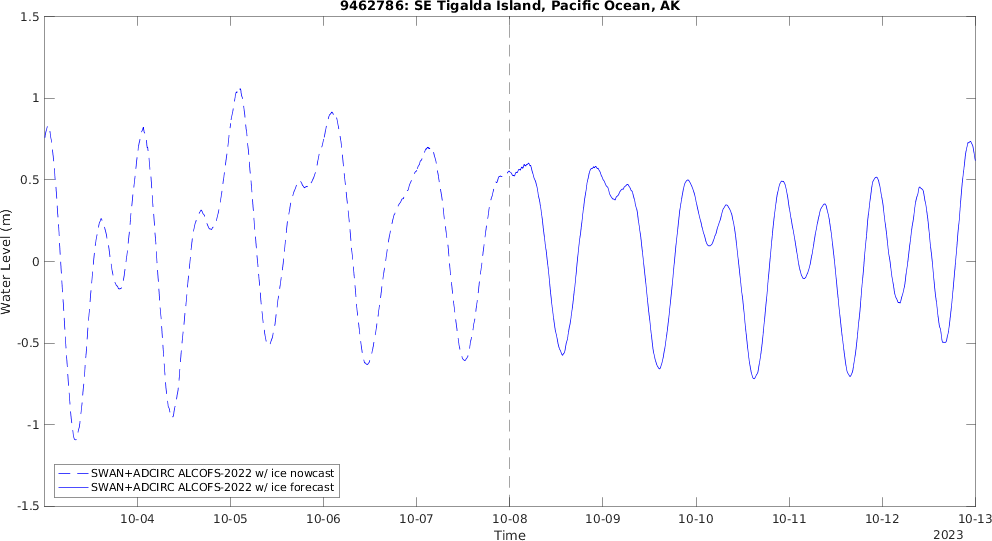 9462786: SE Tigalda Island, Pacific Ocean, AK
1.5
1
0.5
0
-0.5
-1
-1.5
Water Level (m)
SWAN+ADCIRC ALCOFS-2022 w/ ice nowcast
SWAN+ADCIRC ALCOFS-2022 w/ ice forecast
10-04 10-05 10-06 10-07 10-08 10-09 10-10 10-11 10-12 10-13
Time
2023